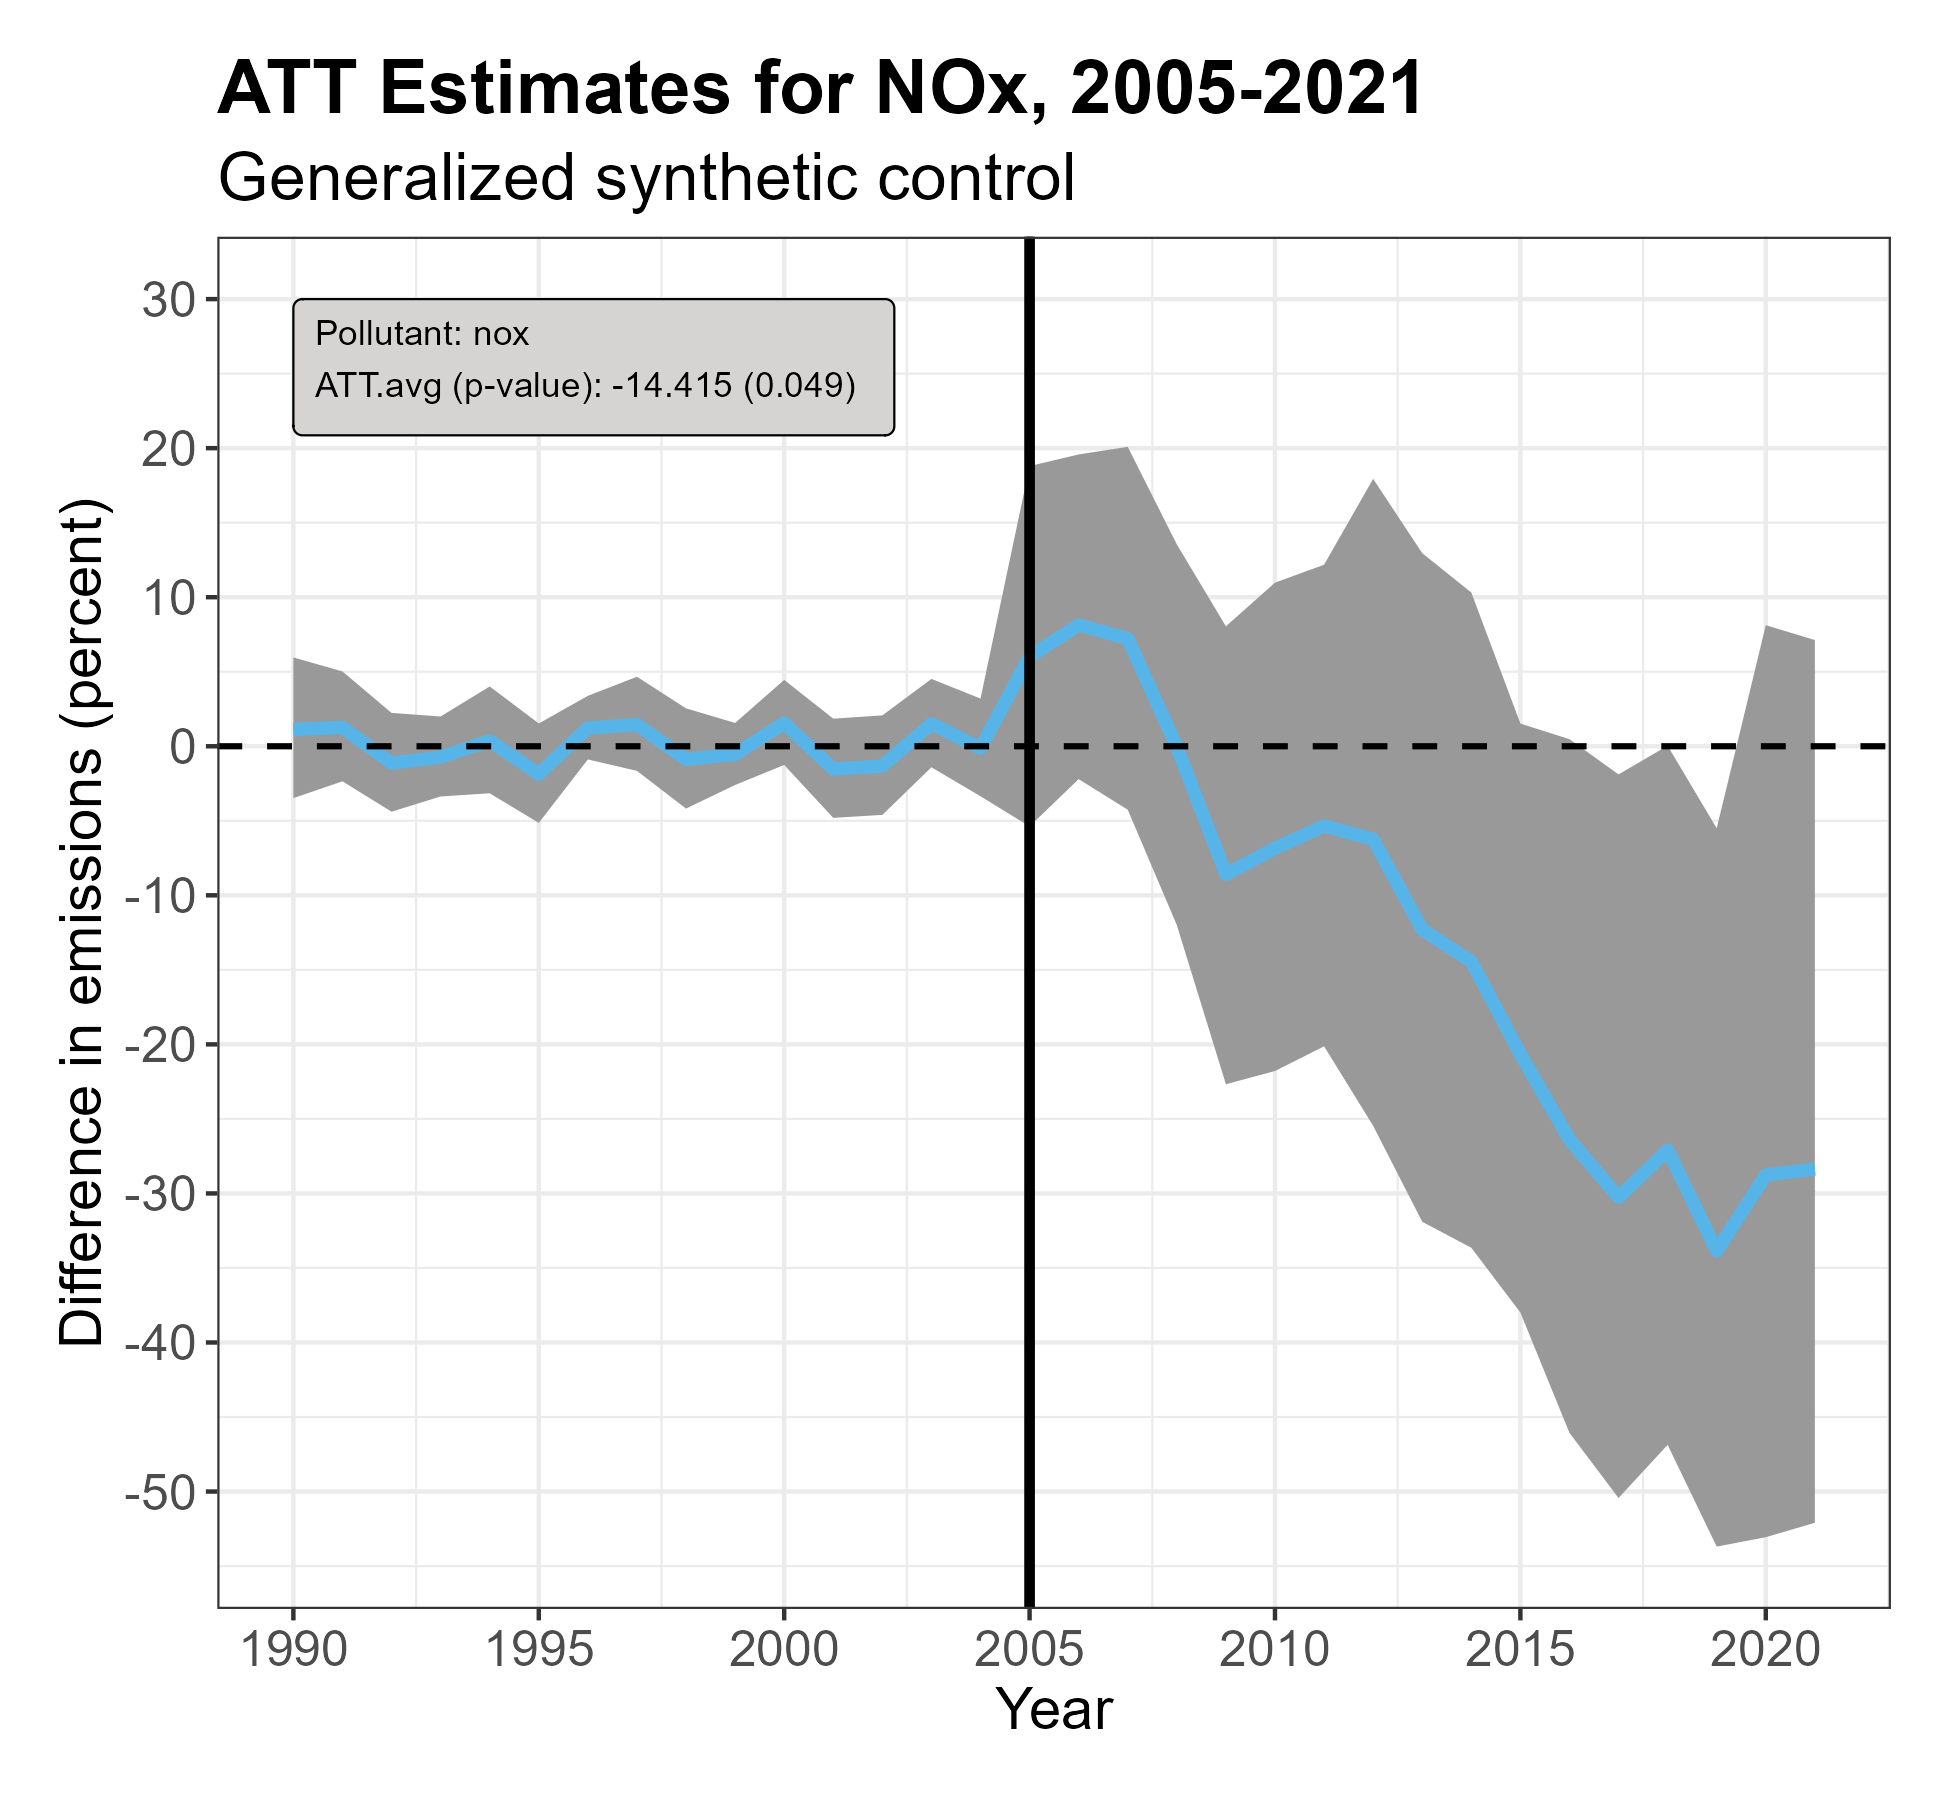 ATT Estimates for NOx, 2005-2021
Generalized synthetic control
Pollutant: nox
ATT.avg (p-value): -14.415 (0.049)
Difference in emissions (percent)
30
20
10
0
-10
-20
-30
-40
-50
1990 1995 2000 2005 2010 2015 2020
Year